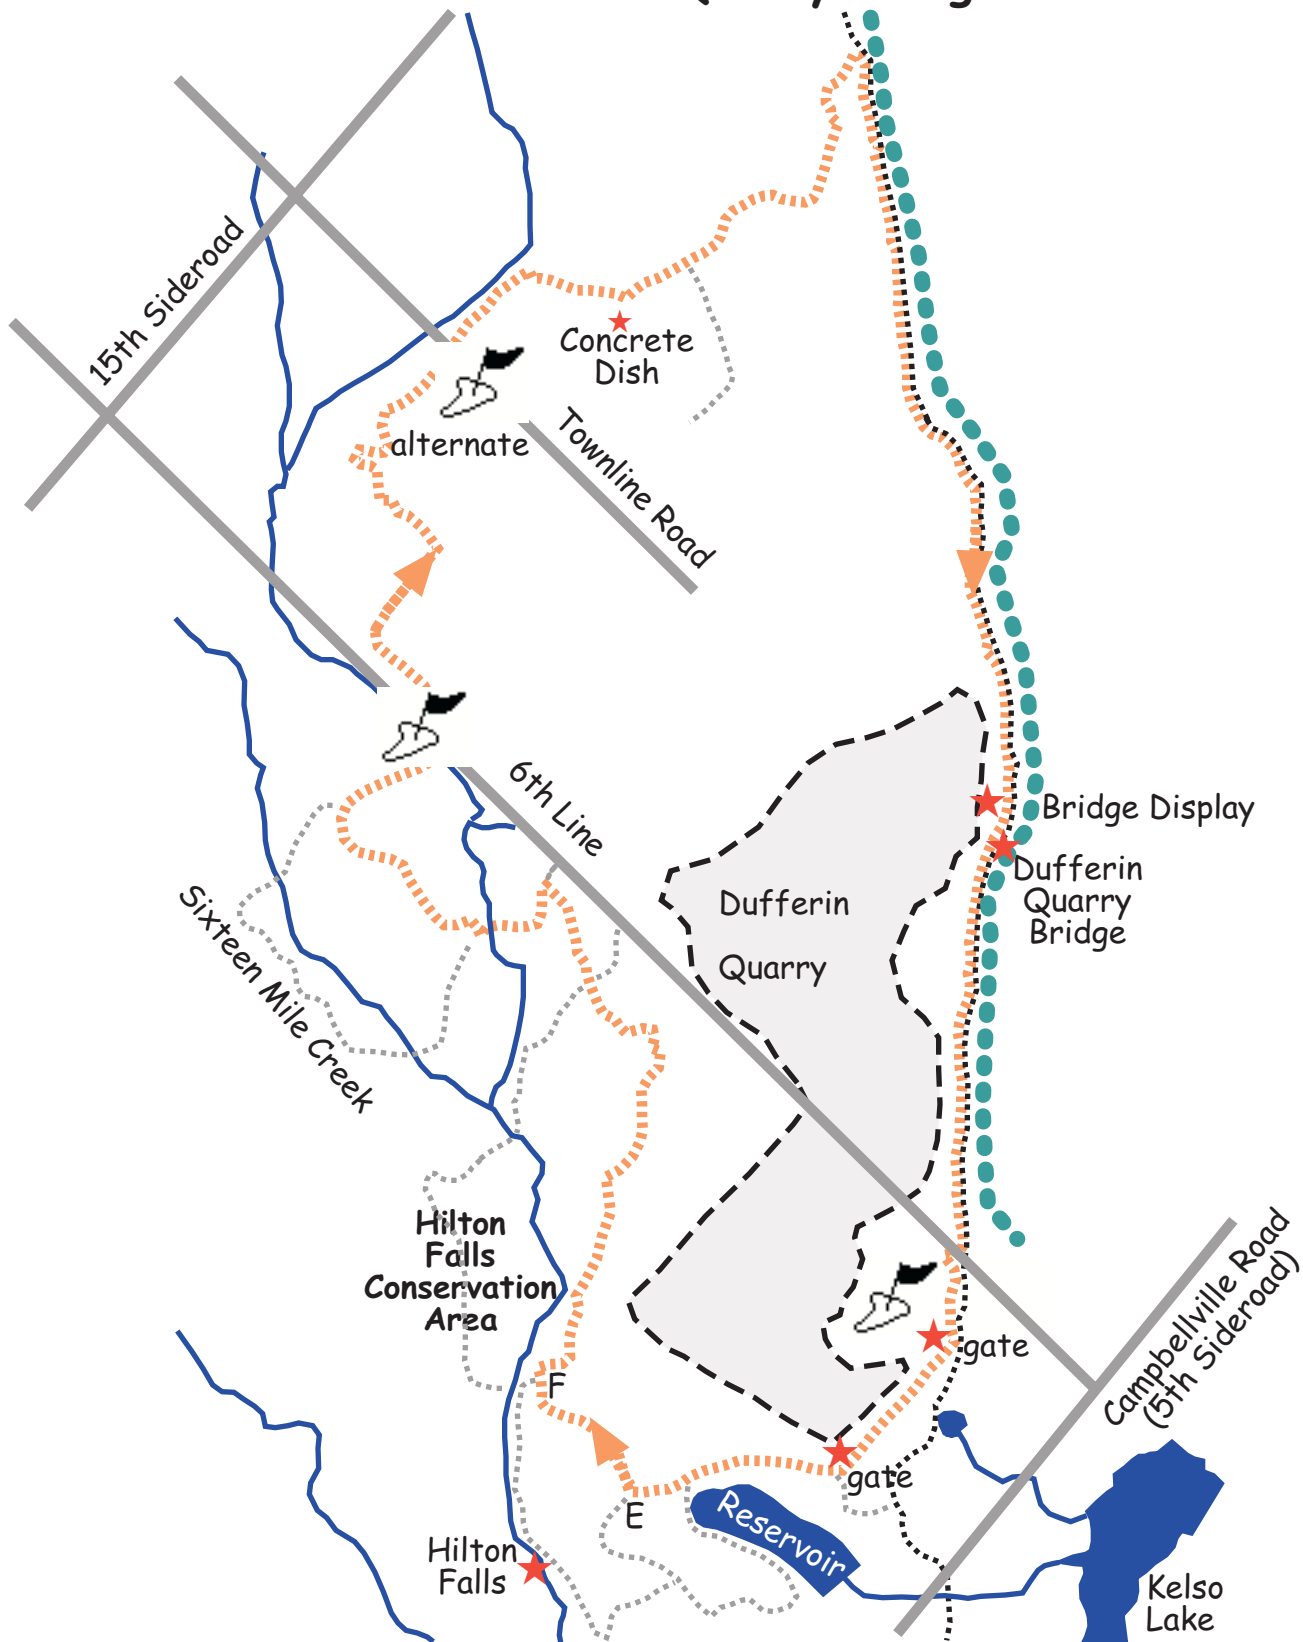 15th Sideroad
Concrete
Dish
alternate
Townline Road
6th Line
Bridge Display
Dufferin
Quarry
Bridge
Dufferin
Quarry
Sixteen Mile Creek
Hilton
Falls
Conservation
Area
gate
Campbellville Road
(5th Sideroad)
F
gate
E
Reservoir
Hilton
Falls
Kelso
Lake